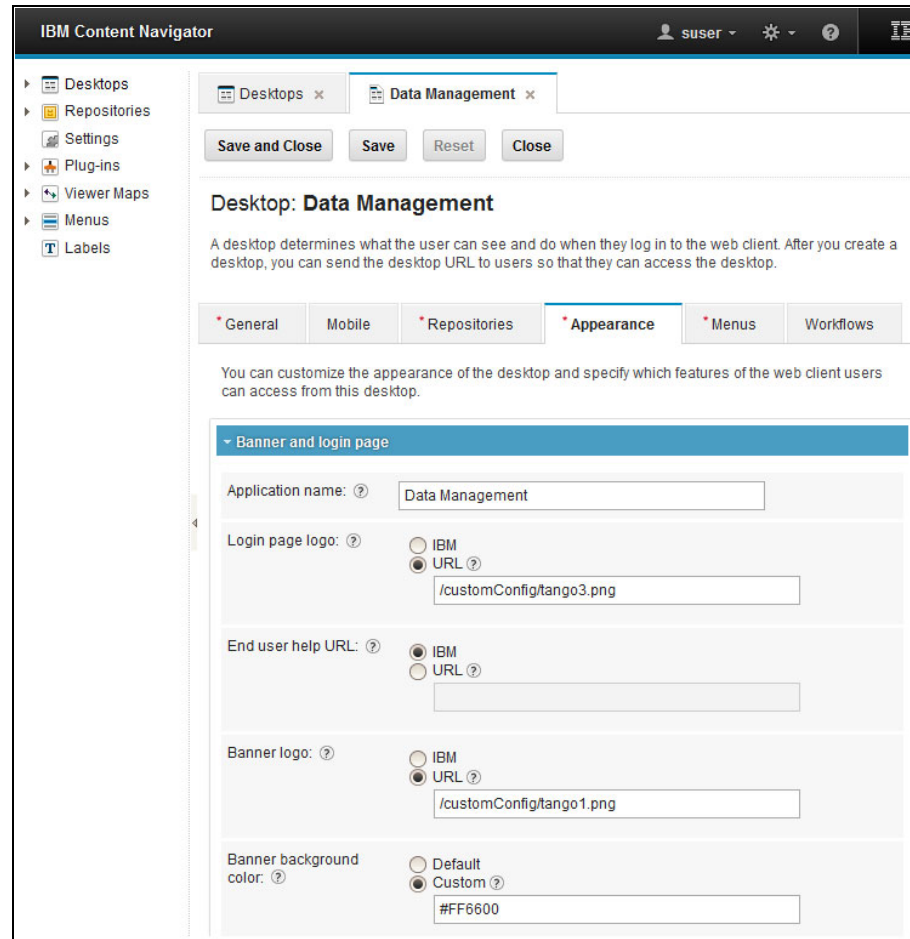 IBM Content Navigator
suser
Desktops
Repositories
Settings
Plug-ins
Viewer Maps
Menus
Labels
Desktops
Data Management
Save and Close
Save
Reset
Close
Desktop: Data Management
A desktop determines what the user can see and do when they log in to the web client. After you create a
desktop, you can send the desktop URL to users so that they can access the desktop.
*General
Mobile
*Repositories
*Appearance
*Menus
Workflows
You can customize the appearance of the desktop and specify which features of the web client users
can access from this desktop.
Banner and login page
Application name: ?
Data Management
Login page logo: ?
IBM
URL ?
/customConfig/tango3.png
End user help URL: ?
IBM
URL ?
Banner logo: ?
IBM
URL ?
/customConfig/tango1.png
Banner background
color: ?
Default
Custom ?
#FF6600